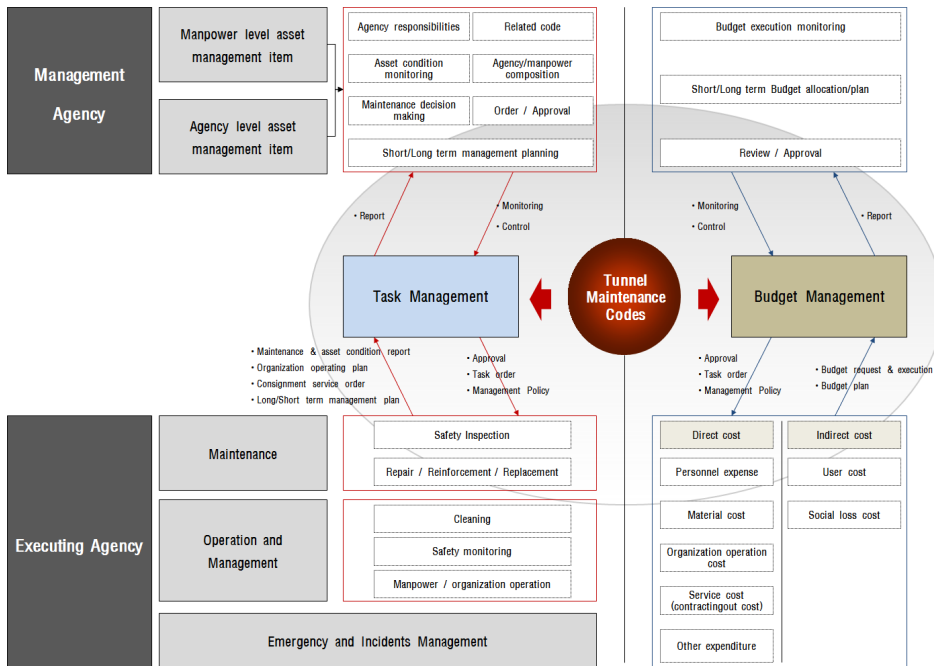 Management
Agency
Manpower level asset
management item
Agency level asset
management item
Agency responsibilities
Related code
Asset condition
monitoring
Agency/manpower
composition
Maintenance decision
making
Order / Approval
Short/Long term management planning
Budget execution monitoring
Short/Long term Budget allocation/plan
Review / Approval
• Report
• Monitoring
• Control
• Monitoring
• Control
• Report
Task Management
Tunnel
Maintenance
Codes
Budget Management
• Maintenance & asset condition report
• Organization operating plan
• Consignment service order
• Long/Short term management plan
• Approval
• Task order
• Management Policy
• Approval
• Task order
• Management Policy
• Budget request & execution
• Budget plan
Executing Agency
Maintenance
Safety Inspection
Repair / Reinforcement / Replacement
Operation and
Management
Cleaning
Safety monitoring
Manpower / organization operation
Emergency and Incidents Management
Direct cost
Personnel expense
Material cost
Organization operation
cost
Service cost
(contractingout cost)
Other expenditure
Indirect cost
User cost
Social loss cost